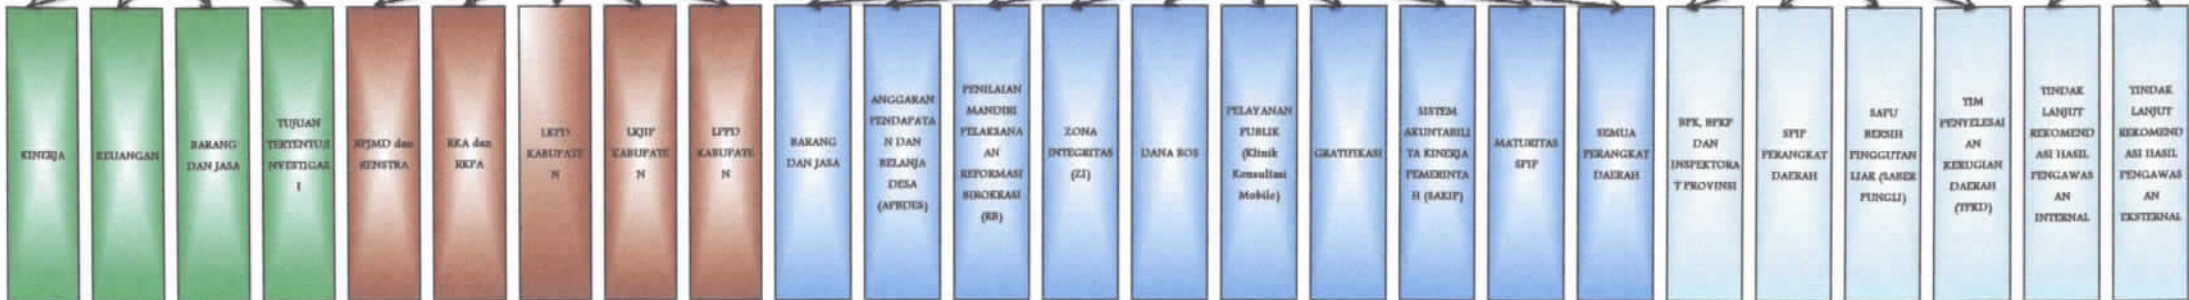 KINERJA
KEUANGAN
BARANG
DAN JASA
TUJUAN
TERTENTU/I
NVESTIGAS
I
RPJMD dan
RENSTRA
RKA dan
RKPA
LKPD
KABUPATE
N
LKJIP
KABUPATE
N
LPPD
KABUPATE
N
BARANG
DAN JASA
ANGGARAN
PENDAPATA
N DAN
BELANJA
DESA
(APBDES)
PENILAIAN
MANDIRI
PELAKSANA
AN
REFORMASI
BIROKRASI
(RB)
ZONA
INTEGRITAS
(ZI)
DANA BOS
PELAYANAN
PUBLIK
(Klinik
Konsultasi
Mobile)
GRATIFIKASI
SISTEM
AKUNTABILI
TA KINERJA
PEMERINTA
H (SAKIP)
MATURITAS
SPIP
SEMUA
PERANGKAT
DAERAH
BPK, BPKP
DAN
INSPEKTORA
T PROVINSI
SPIP
PERANGKAT
DAERAH
SAPU
BERSIH
PINGGUTAN
LIAR (SABER
PUNGLI)
TIM
PENYELESAI
AN
KERUGIAN
DAERAH
(TPKD)
TINDAK
LANJUT
REKOMEND
ASI HASIL
PENGAWAS
AN
INTERNAL
TINDAK
LANJUT
REKOMEND
ASI HASIL
PENGAWAS
AN
EKSTERNAL